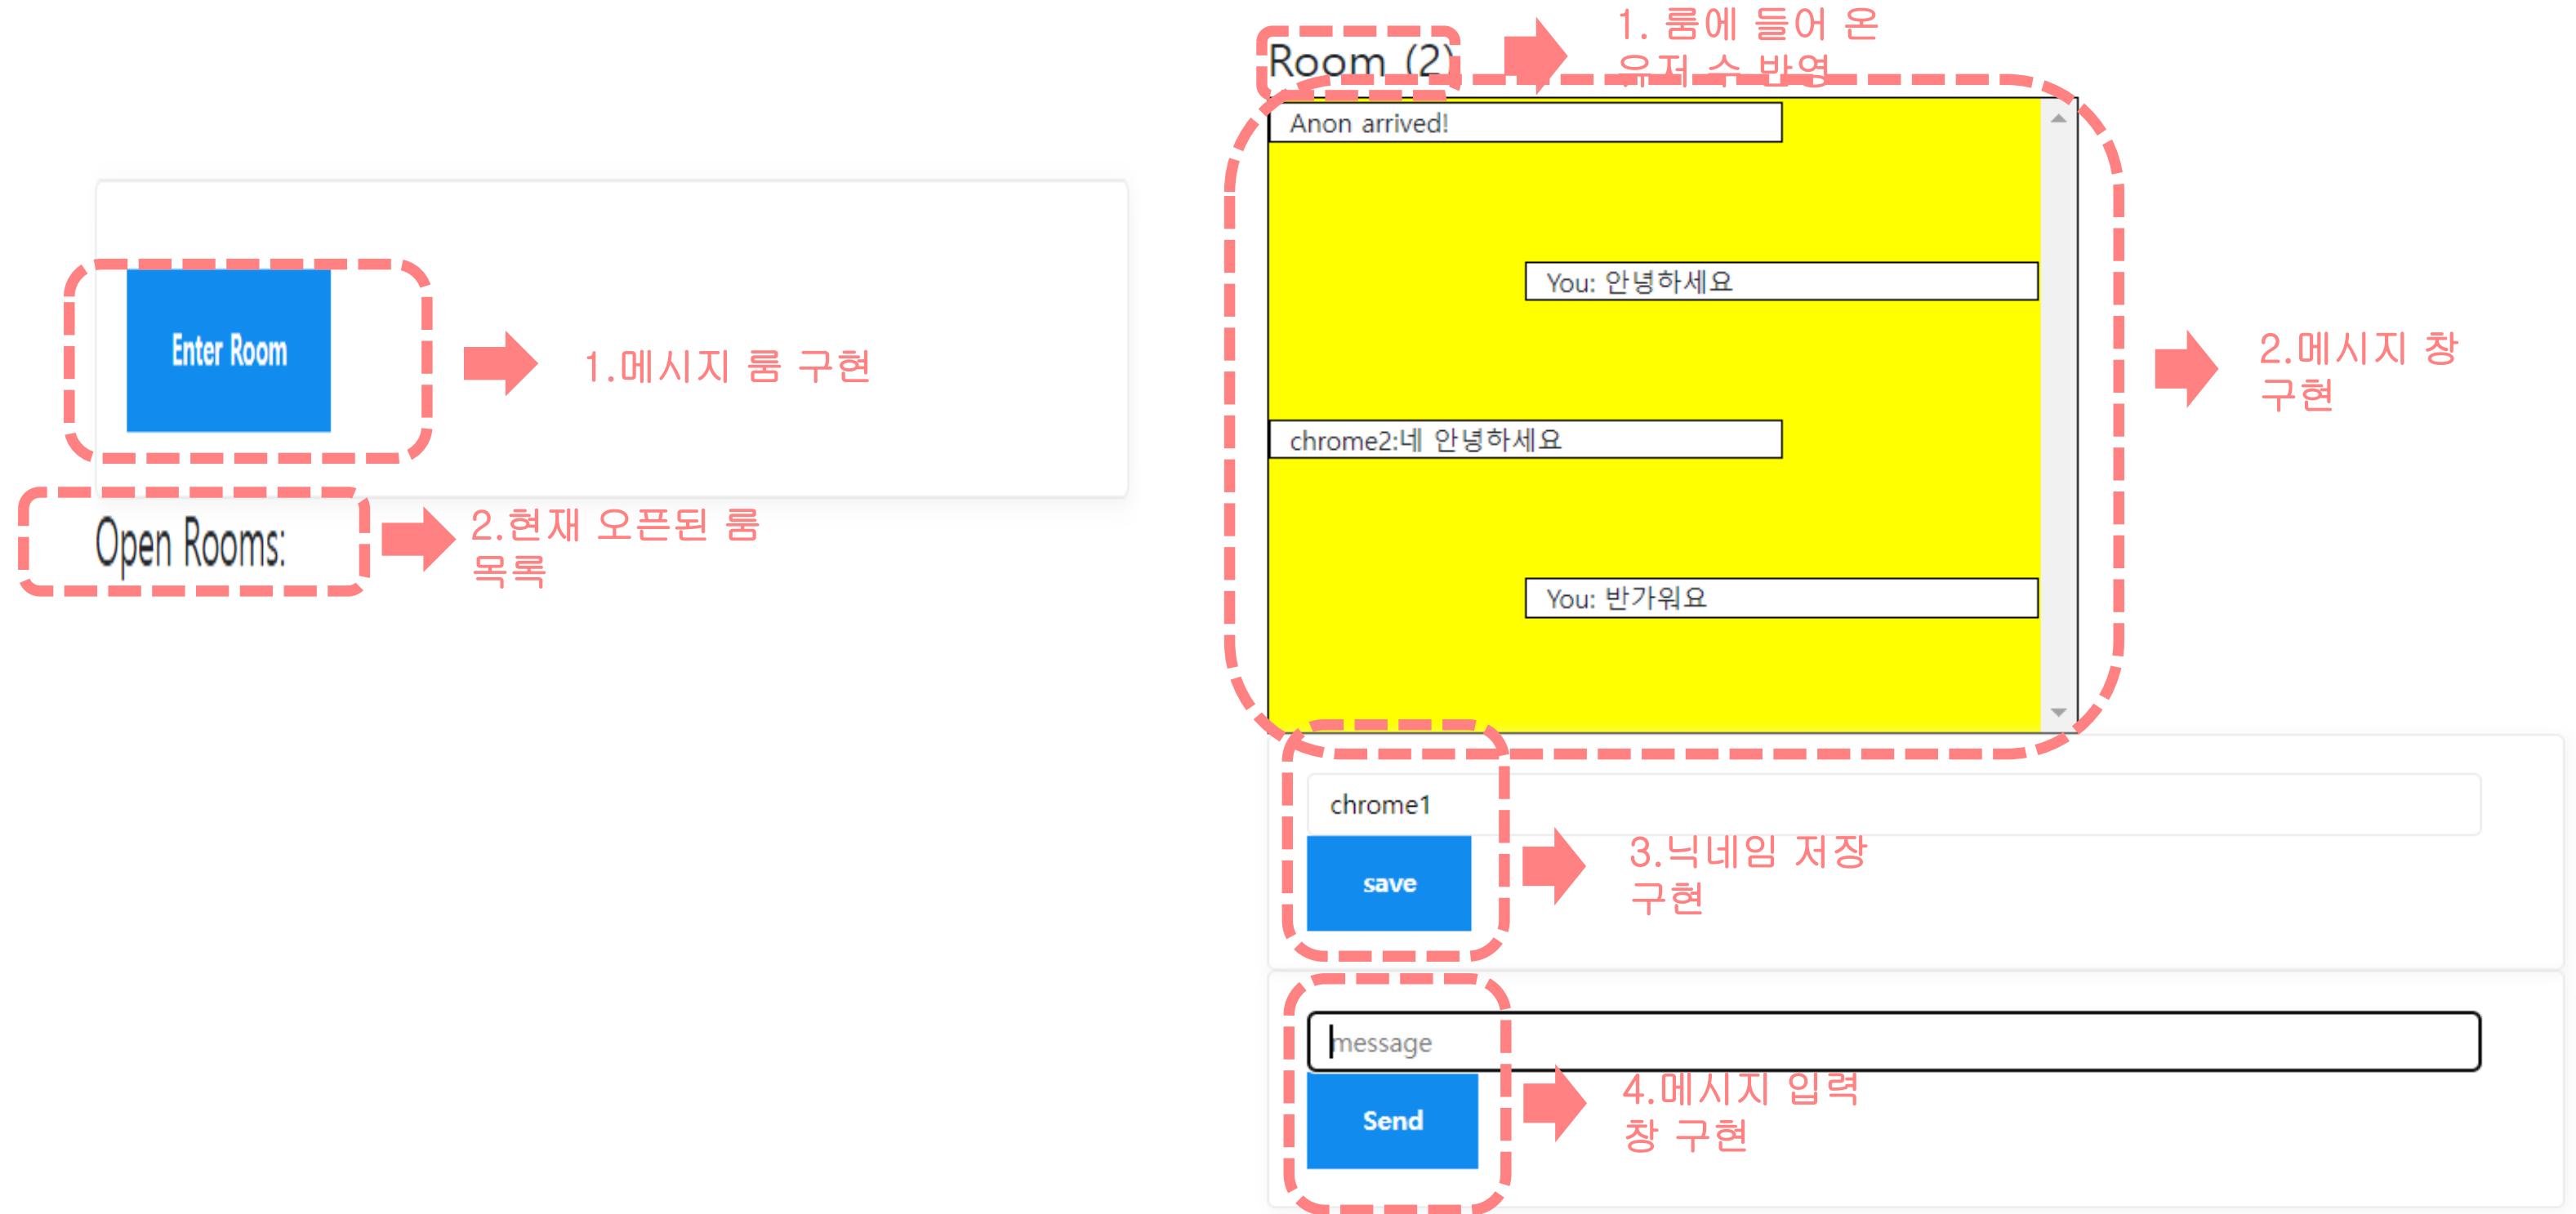 Enter Room
1.메시지 룸 구현
Open Rooms:
2.현재 오픈된 룸
목록
Room (2)
1. 룸에 들어 온
유저 수 반영
Anon arrived!
You: 안녕하세요
chrome2:네 안녕하세요
You: 반가워요
2.메시지 창
구현
chrome1
save
3.닉네임 저장
구현
message
Send
4.메시지 입력
창 구현